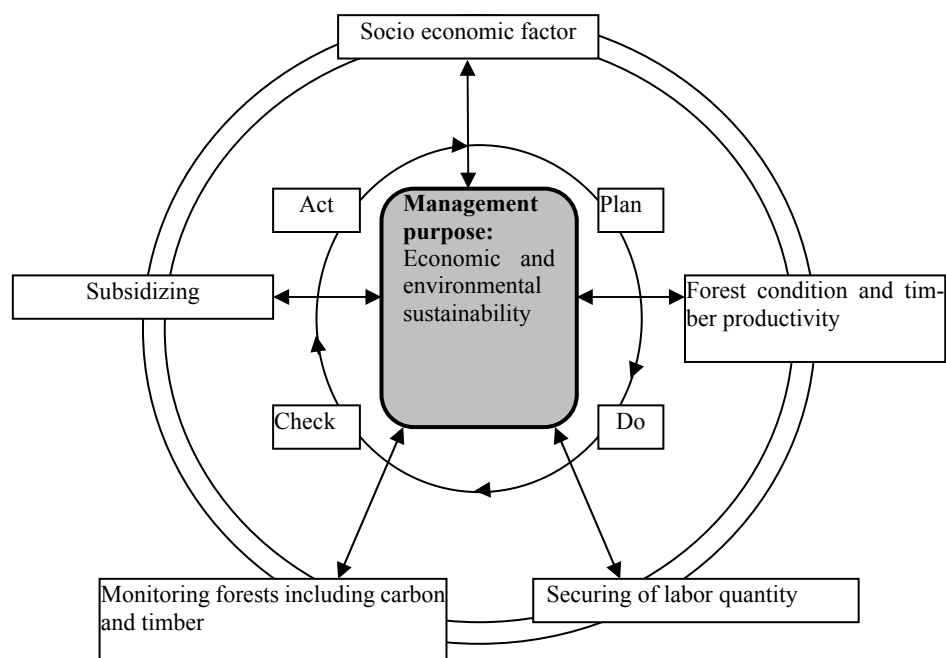 Socio economic factor
Act
Plan
Management
purpose:
Economic and
environmental
sustainability
Subsidizing
Forest condition and tim-
ber productivity
Check
Do
Monitoring forests including carbon
and timber
Securing of labor quantity